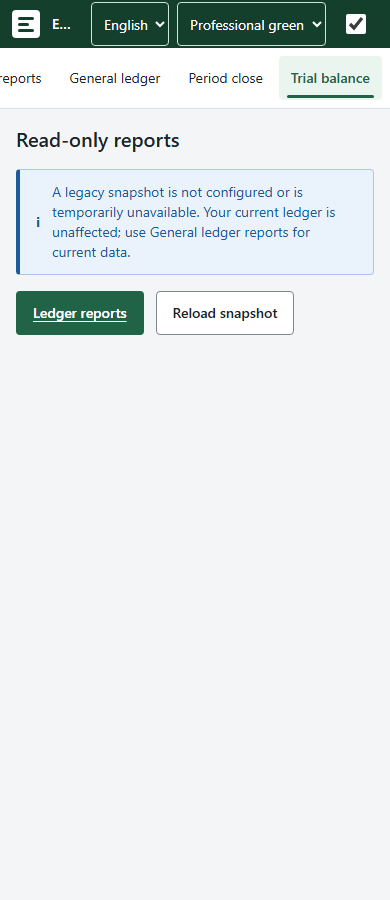 E...
English
Professional green
reports
General ledger
Period close
Trial balance
Read-only reports
i
A legacy snapshot is not configured or is
temporarily unavailable. Your current ledger is
unaffected; use General ledger reports for
current data.
Ledger reports
Reload snapshot